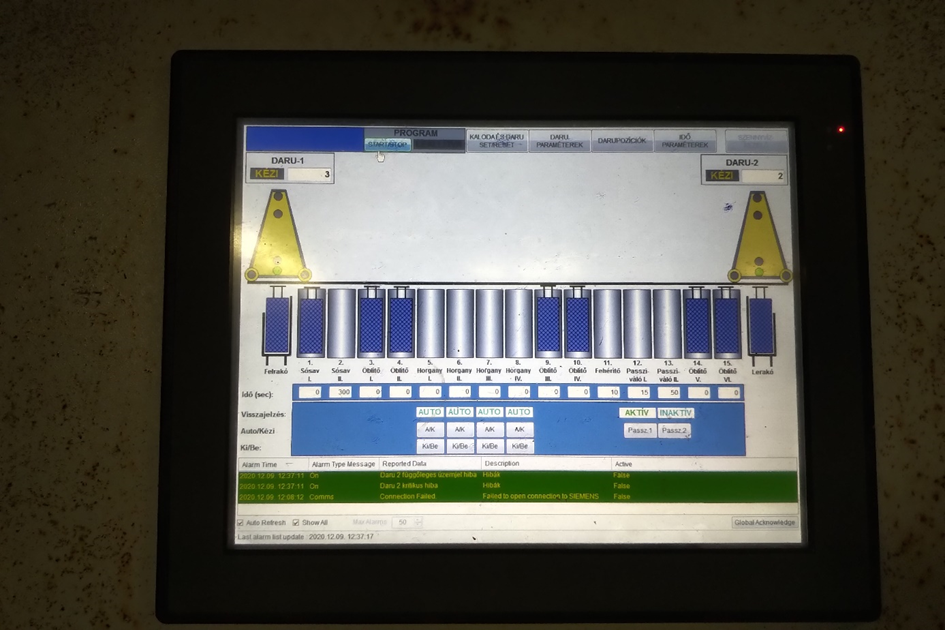 PROGRAM
START/STOP
KALODA ÉS DARU SET/RESET
DARU PARAMÉTEREK
DARUPOZÍCIÓK
IDŐ PARAMÉTEREK
DARU-1
KÉZI 3
DARU-2
KÉZI 2
1. 2. 3. 4. 5. 6. 7. 8. 9. 10. 11. 12. 13. 14. 15.
Felrakó Sósav Sósav Öblítő Öblítő Horgany Horgany Horgany Horgany Öblítő Öblítő Fehérítő Passzi- Passzi- Öblítő Öblítő Lerakó
I. II. I. II. I. II. III. IV. III. IV. váló I. váló II. V. VI.
Idő (sec): 0 300 0 0 0 0 0 0 0 0 10 15 50 0 0
Visszajelzés: AUTO AUTO AUTO AUTO AKTÍV INAKTÍV
Auto/Kézi A/K A/K A/K A/K Passz.1 Passz.2
Ki/Be: Ki/Be Ki/Be Ki/Be Ki/Be
Alarm Time Alarm Type Message Reported Data Description Active
2020.12.09. 12:37:11 On Daru 2 függőleges üzemjel hiba Hibák False
2020.12.09. 12:37:11 On Daru 2 kritikus hiba Hibák False
2020.12.09. 12:08:12 Comms Connection Failed Failed to open connection to SIEMENS False
Auto Refresh Show All Max Alarms: 50 Global Acknowledge
Last alarm list update 2020.12.09. 12:37:17